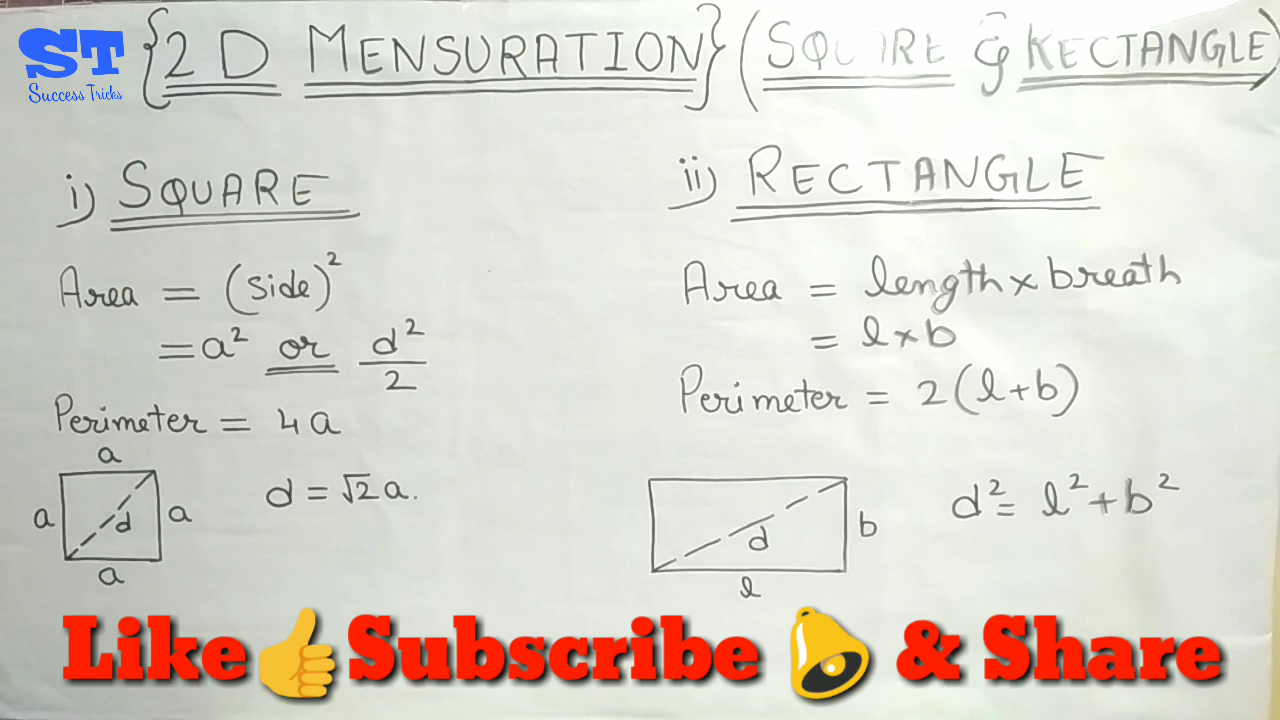 ST
Success Tricks
{2 D MENSURATION} (SQUARE & RECTANGLE)
i) SQUARE
Area = (side)²
= a² or d²/2
Perimeter = 4a
a
a
d
a
a
d = √2 a.
ii) RECTANGLE
Area = length × breath
= l × b
Perimeter = 2(l+b)
d
b
l
d² = l² + b²
Like 👍 Subscribe 🔔 & Share